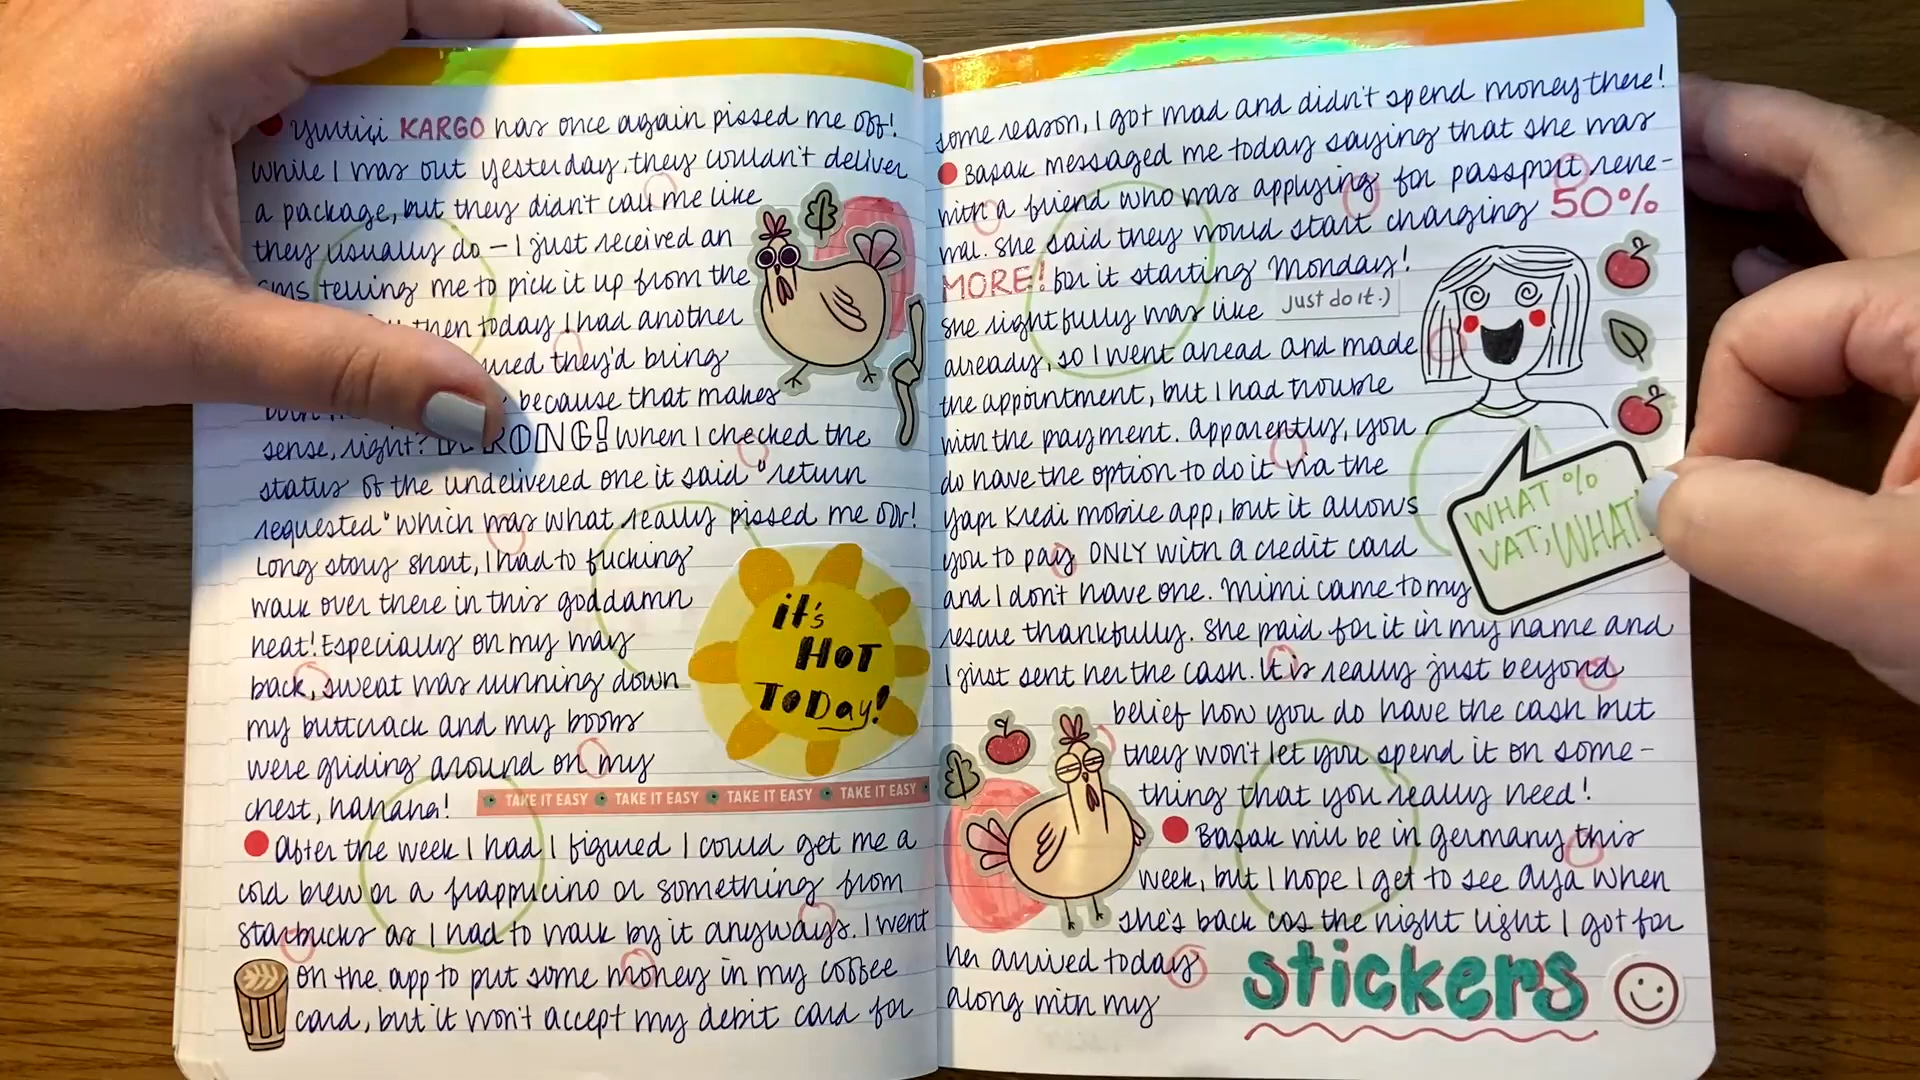 Yurtiçi KARGO has once again pissed me off!
While I was out yesterday, they couldn't deliver
a package, but they didn't call me like
they usually do – I just received an
sms telling me to pick it up from the
then today I had another
they'd bring
because that makes
sense, right? WRONG! When I checked the
status of the undelivered one it said "return
requested" which was what really pissed me off!
Long story short, I had to fucking
walk over there in this goddamn
heat! Especially on my way
back, sweat was running down
my buttcrack and my boobs
were gliding around on my
chest, hahaha!
it's
HOT
TODay!
TAKE IT EASY TAKE IT EASY TAKE IT EASY TAKE IT EASY
After the week I had I figured I could get me a
cold brew or a frappucino or something from
starbucks as I had to walk by it anyways. I went
on the app to put some money in my coffee
card, but it won't accept my debit card for
some reason, I got mad and didn't spend money there!
Başak messaged me today saying that she was
with a friend who was applying for passport rene-
wal. She said they would start charging 50%
MORE! for it starting Monday!
She rightfully was like just do it :)
already, so I went ahead and made
the appointment, but I had trouble
with the payment. Apparently, you
do have the option to do it via the
Yapı Kredi mobile app, but it allows
you to pay ONLY with a credit card
and I don't have one. Mimi came to my
rescue thankfully. She paid for it in my name and
I just sent her the cash. It is really just beyond
belief how you do have the cash but
they won't let you spend it on some-
thing that you really need!
WHAT %
VAT; WHAT
Başak will be in germany this
week, but I hope I get to see Ayla when
she's back cos the night light I got for
her arrived today
along with my
stickers